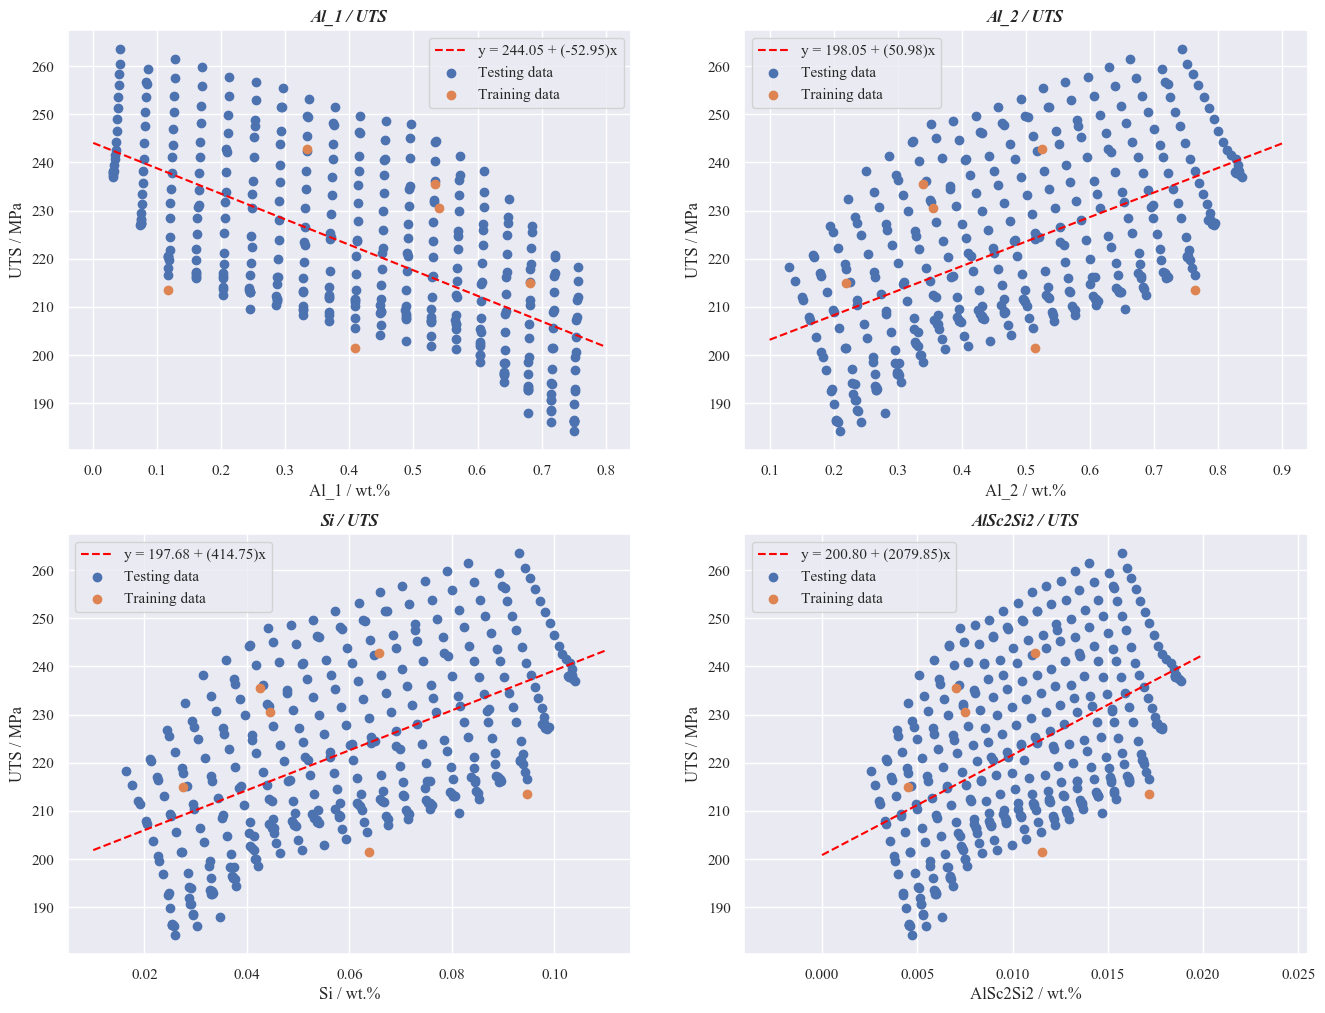 Al_1 / UTS
y = 244.05 + (-52.95)x
Testing data
Training data
260
250
240
230
220
210
200
190
UTS / MPa
0.0 0.1 0.2 0.3 0.4 0.5 0.6 0.7 0.8
Al_1 / wt.%
Al_2 / UTS
y = 198.05 + (50.98)x
Testing data
Training data
260
250
240
230
220
210
200
190
UTS / MPa
0.1 0.2 0.3 0.4 0.5 0.6 0.7 0.8 0.9
Al_2 / wt.%
Si / UTS
y = 197.68 + (414.75)x
Testing data
Training data
260
250
240
230
220
210
200
190
UTS / MPa
0.02 0.04 0.06 0.08 0.10
Si / wt.%
AlSc2Si2 / UTS
y = 200.80 + (2079.85)x
Testing data
Training data
260
250
240
230
220
210
200
190
UTS / MPa
0.000 0.005 0.010 0.015 0.020 0.025
AlSc2Si2 / wt.%